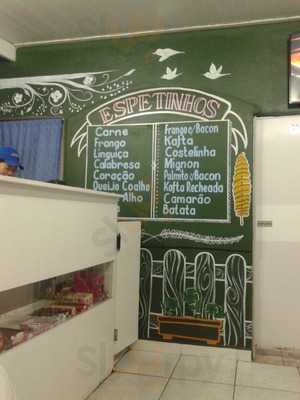 ESPETINHOS
Carne
Frango
Linguiça
Calabresa
Coração
Queijo Coalho
Alho
Frango c/Bacon
Kafta
Costelinha
Mignon
Palmito c/Bacon
Kafta Recheada
Camarão
Batata